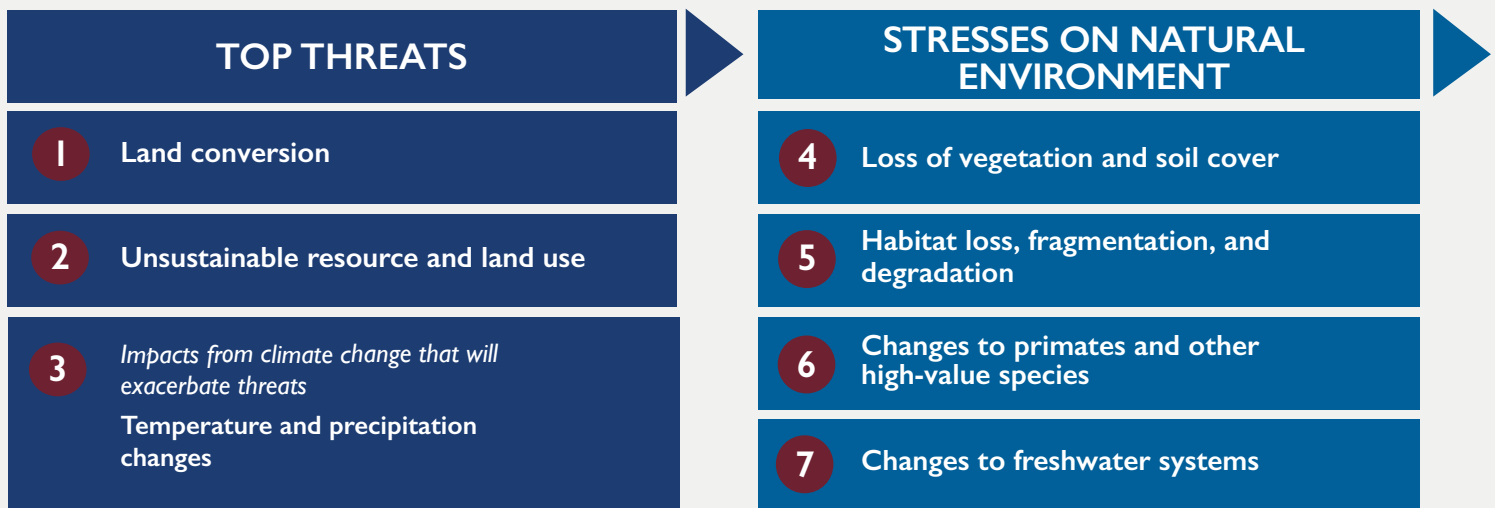 TOP THREATS
1
Land conversion
2
Unsustainable resource and land use
3
Impacts from climate change that will
exacerbate threats
Temperature and precipitation
changes
STRESSES ON NATURAL
ENVIRONMENT
4
Loss of vegetation and soil cover
5
Habitat loss, fragmentation, and
degradation
6
Changes to primates and other
high-value species
7
Changes to freshwater systems